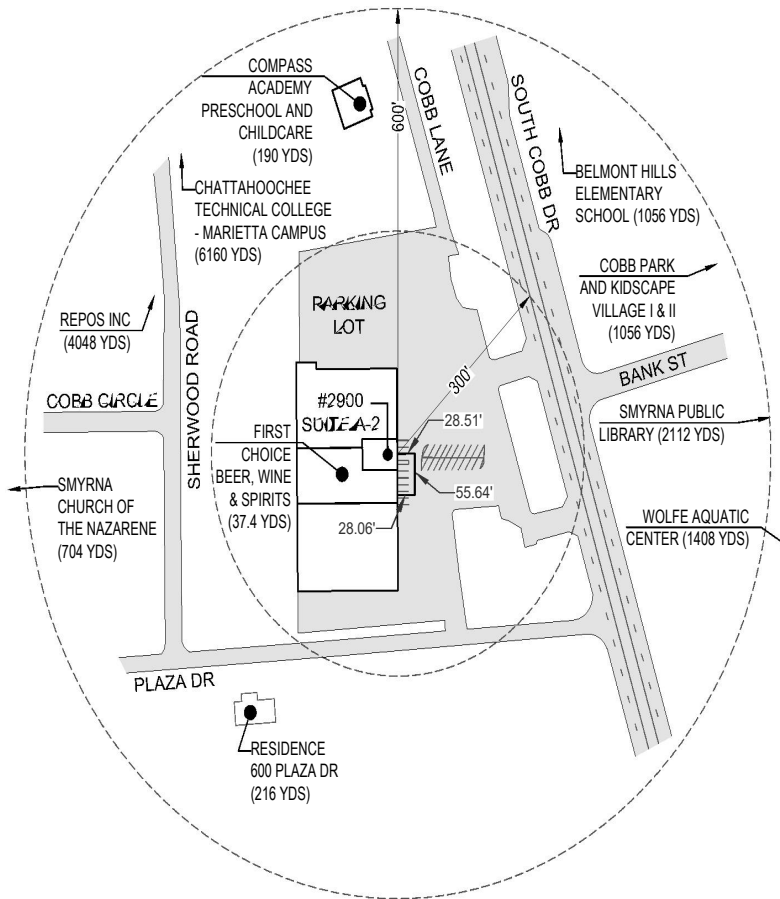 COMPASS
ACADEMY
PRESCHOOL AND
CHILDCARE
(190 YDS)
600'
COBB LANE
SOUTH COBB DR
CHATTAHOOCHEE
TECHNICAL COLLEGE
- MARIETTA CAMPUS
(6160 YDS)
BELMONT HILLS
ELEMENTARY
SCHOOL (1056 YDS)
COBB PARK
AND KIDSCAPE
VILLAGE I & II
(1056 YDS)
PARKING
LOT
REPOS INC
(4048 YDS)
SHERWOOD ROAD
300'
BANK ST
COBB CIRCLE
#2900
SUITE A-2
28.51'
SMYRNA PUBLIC
LIBRARY (2112 YDS)
FIRST
CHOICE
BEER, WINE
& SPIRITS
(37.4 YDS)
SMYRNA
CHURCH OF
THE NAZARENE
(704 YDS)
55.64'
28.06'
WOLFE AQUATIC
CENTER (1408 YDS)
PLAZA DR
RESIDENCE
600 PLAZA DR
(216 YDS)